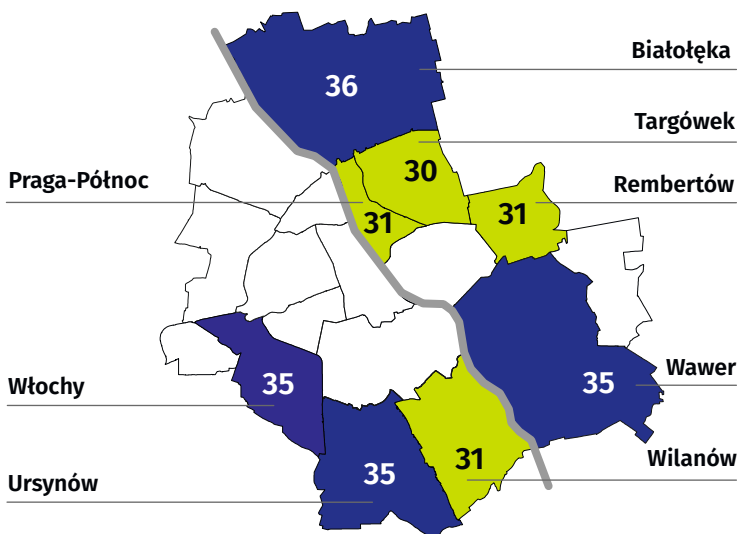 Białołęka
36
Targówek
30
Praga-Północ
31
Rembertów
31
Włochy
35
Wawer
35
Ursynów
35
Wilanów
31